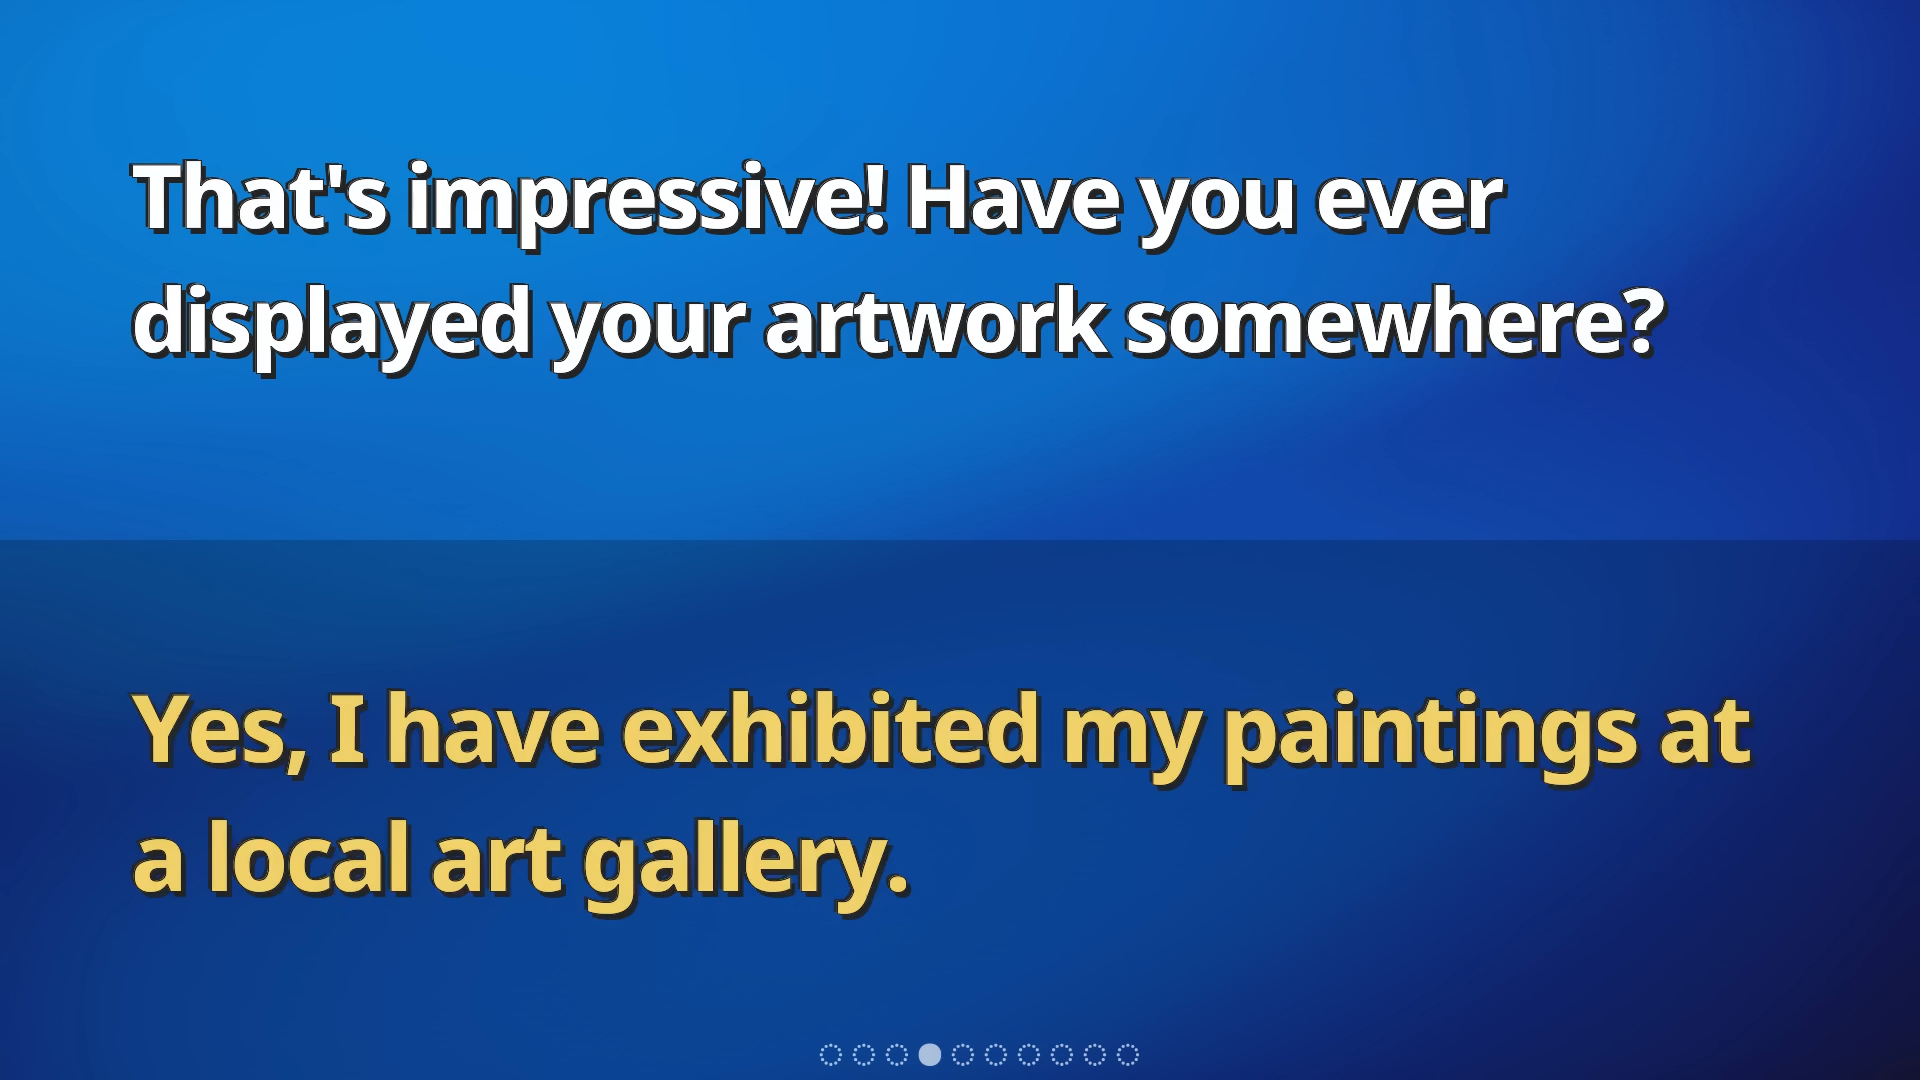 That's impressive! Have you ever
displayed your artwork somewhere?
Yes, I have exhibited my paintings at
a local art gallery.